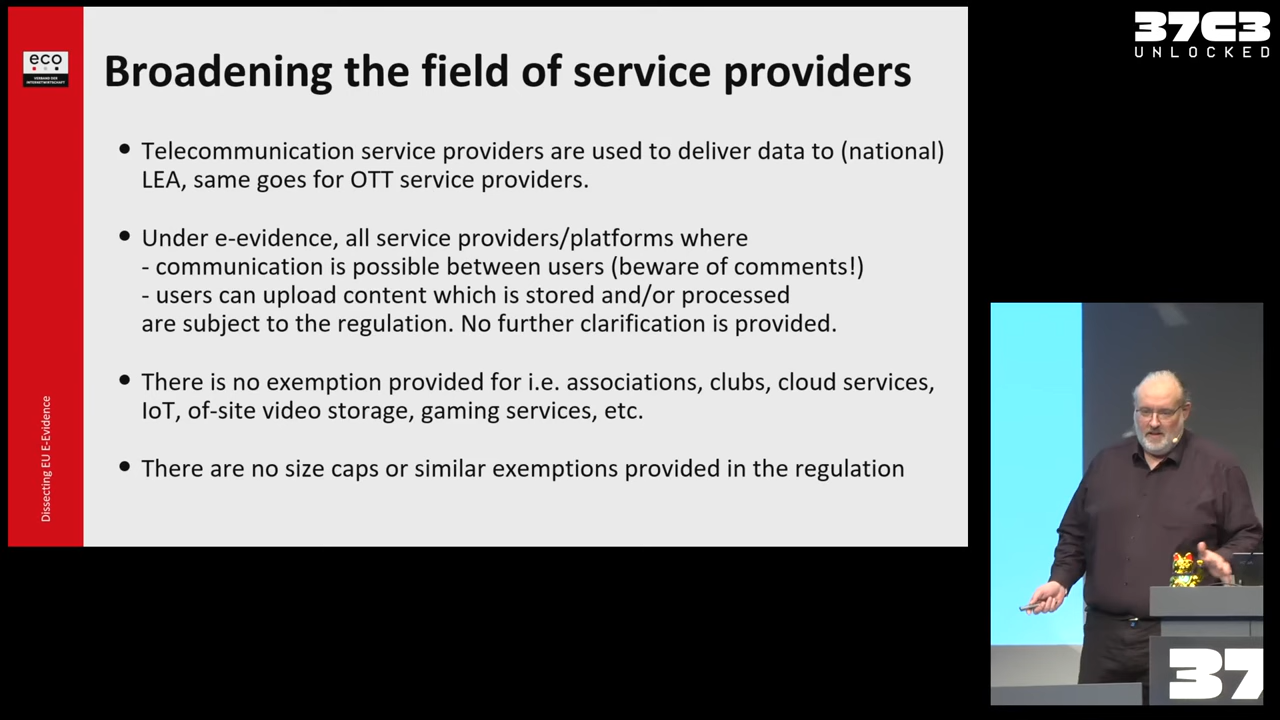 37C3
UNLOCKED
eco
VERBAND DER
INTERNETWIRTSCHAFT
Broadening the field of service providers
• Telecommunication service providers are used to deliver data to (national)
LEA, same goes for OTT service providers.
• Under e-evidence, all service providers/platforms where
- communication is possible between users (beware of comments!)
- users can upload content which is stored and/or processed
are subject to the regulation. No further clarification is provided.
• There is no exemption provided for i.e. associations, clubs, cloud services,
IoT, of-site video storage, gaming services, etc.
• There are no size caps or similar exemptions provided in the regulation
Dissecting EU E-Evidence
37